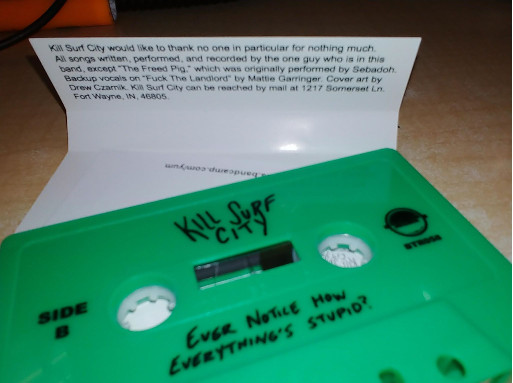 Kill Surf City would like to thank no one in particular for nothing much.
All songs written, performed, and recorded by the one guy who is in this
band, except "The Freed Pig," which was originally performed by Sebadoh.
Backup vocals on "Fuck The Landlord" by Mattie Garringer. Cover art by
Drew Czarnik. Kill Surf City can be reached by mail at 1217 Somerset Ln.
Fort Wayne, IN, 46805.
.bandcamp.com/yum
KILL SURF
CITY
SIDE
B
EVER NOTICE HOW
EVERYTHING'S STUPID?